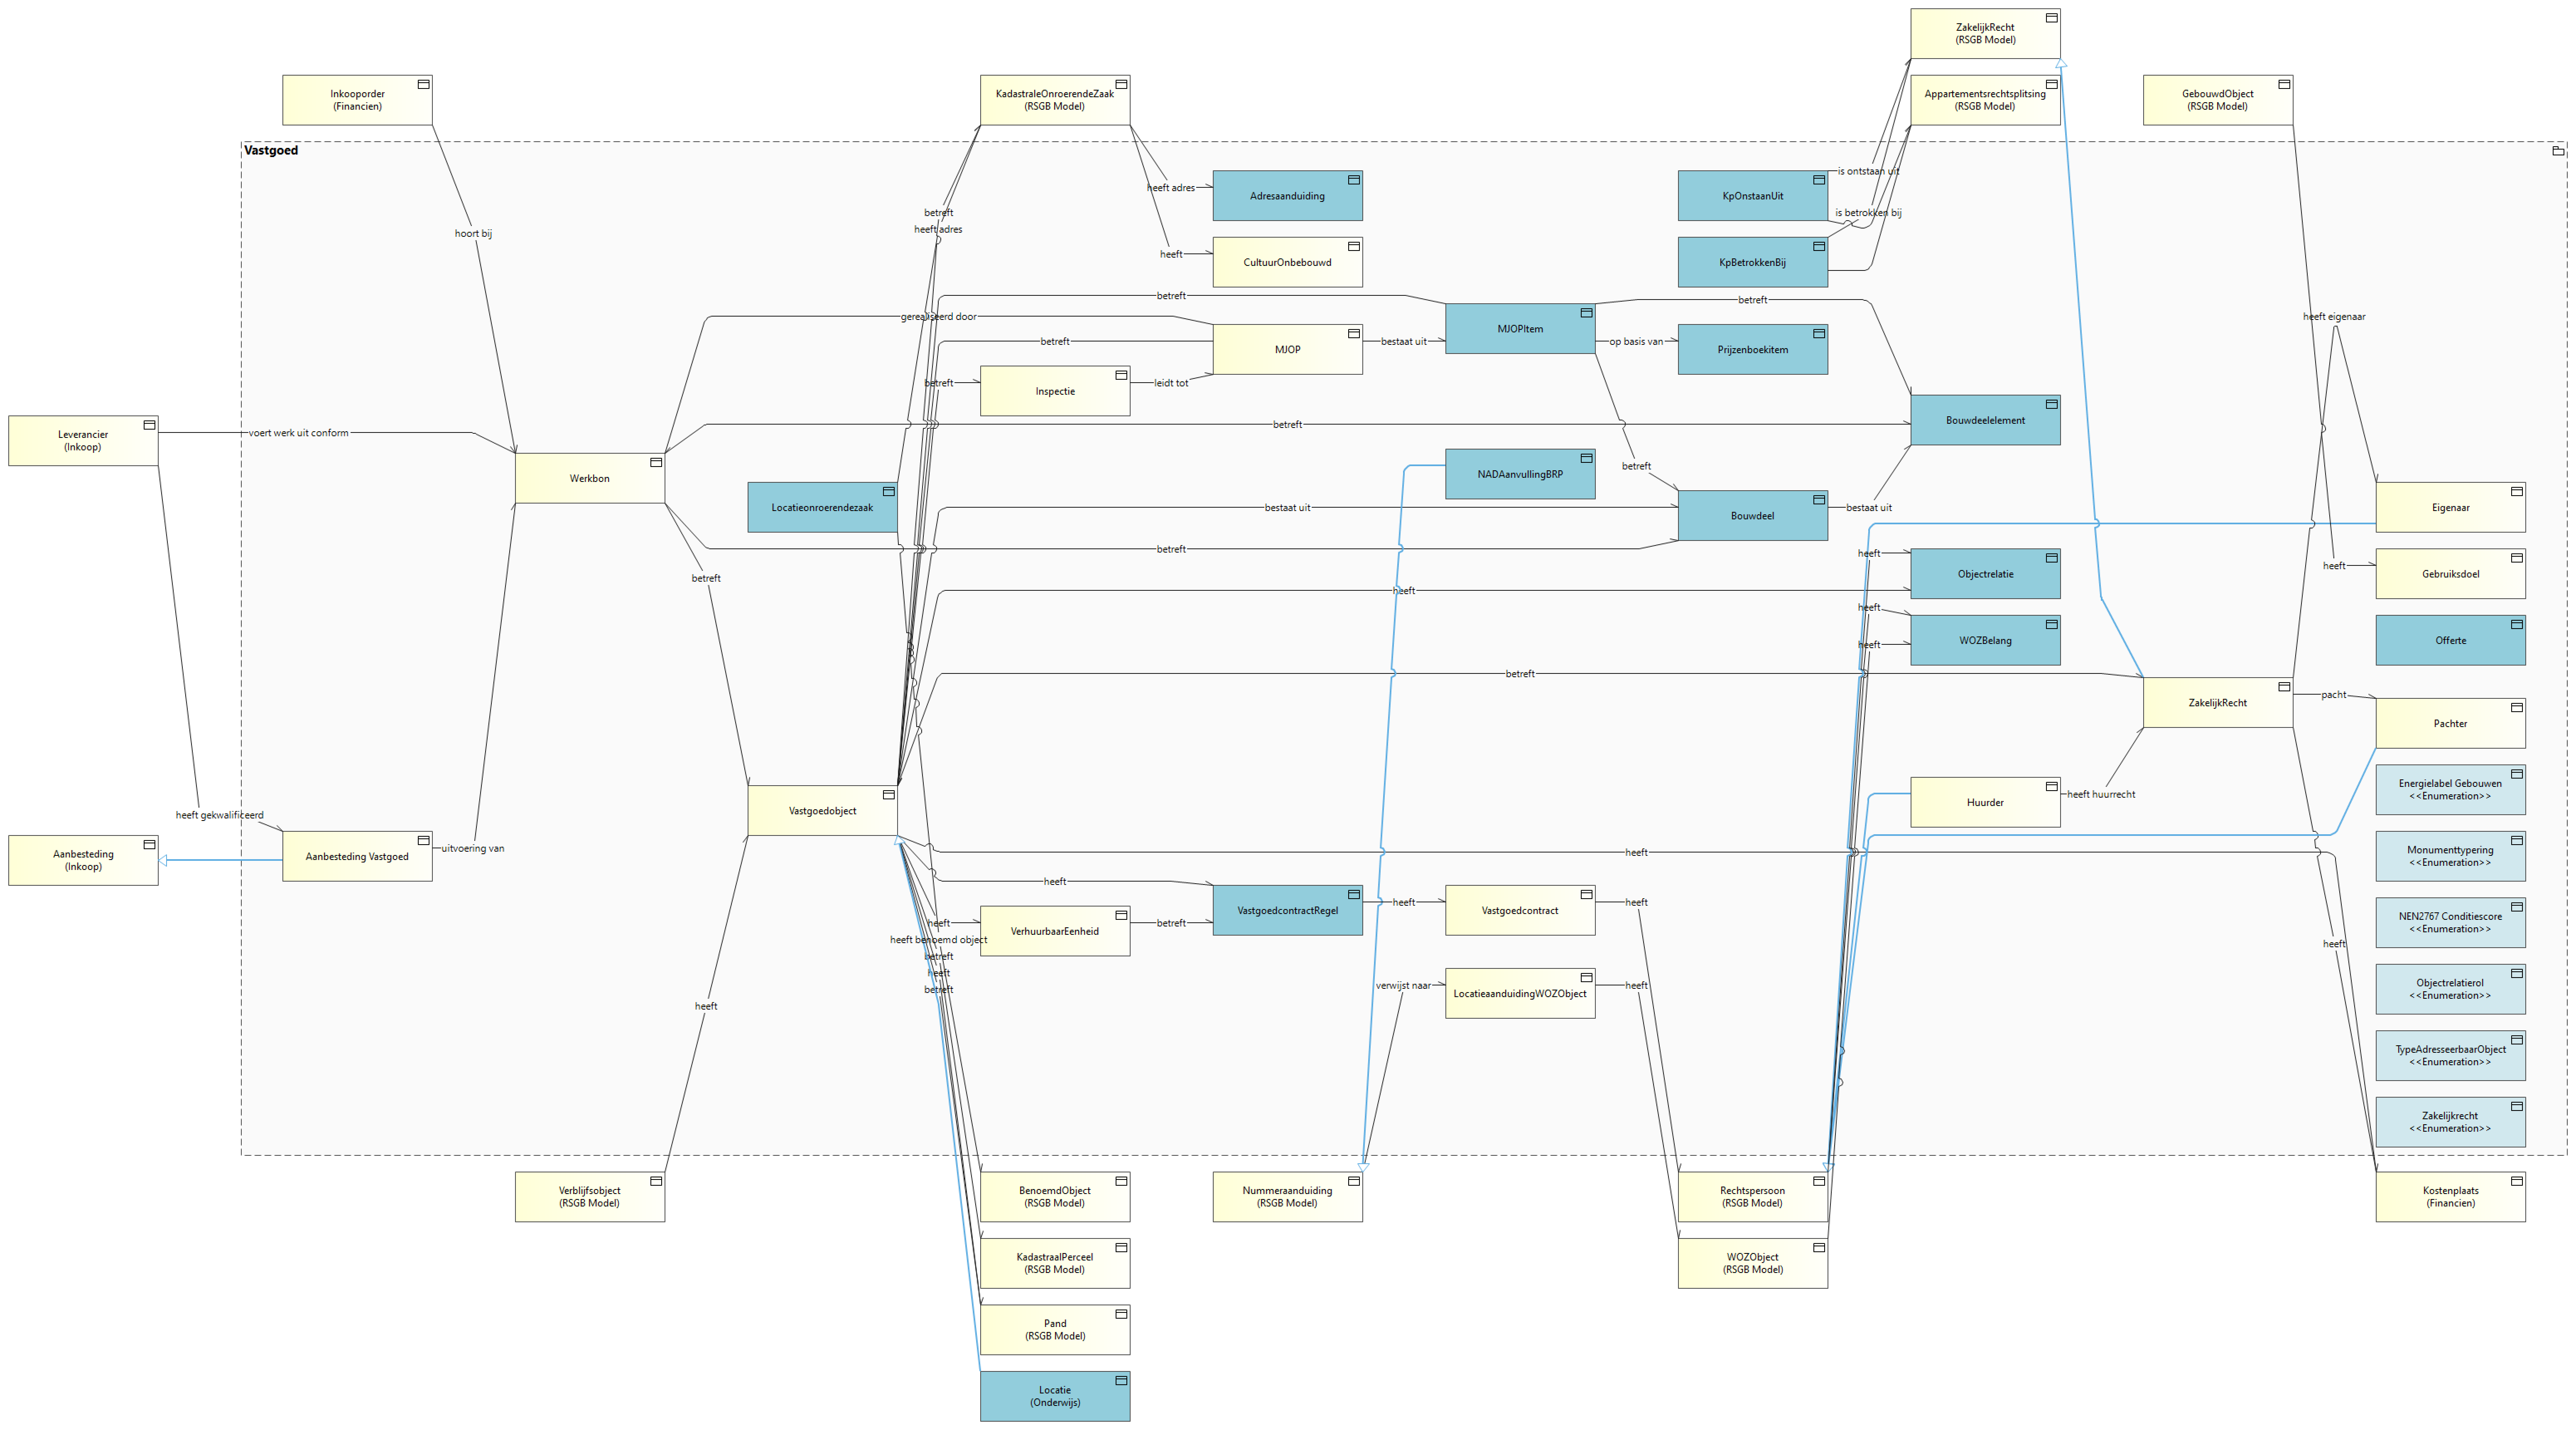 ZakelijkRecht
(RSGB Model)
Inkooporder
(Financien)
KadastraleOnroerendeZaak
(RSGB Model)
Appartementsrechtsplitsing
(RSGB Model)
GebouwdObject
(RSGB Model)
Vastgoed
is ontstaan uit
heeft adres
Adresaanduiding
KpOnstaanUit
betreft
is betrokken bij
heeft adres
hoort bij
heeft
CultuurOnbebouwd
KpBetrokkenBij
betreft
betreft
gerealiseerd door
heeft eigenaar
MJOPItem
betreft
MJOP
bestaat uit
op basis van
Prijzenboekitem
betreft
Inspectie
leidt tot
Leverancier
(Inkoop)
voert werk uit conform
betreft
Bouwdeelelement
betreft
Werkbon
NADAanvullingBRP
Locatieonroerendezaak
bestaat uit
Bouwdeel
bestaat uit
Eigenaar
betreft
heeft
betreft
Objectrelatie
heeft
Gebruiksdoel
heeft
heeft
WOZBelang
heeft
Offerte
betreft
ZakelijkRecht
pacht
Pachter
Vastgoedobject
Huurder
heeft huurrecht
Energielabel Gebouwen
<<Enumeration>>
heeft gekwalificeerd
Aanbesteding
(Inkoop)
Aanbesteding Vastgoed
uitvoering van
heeft
Monumenttypering
<<Enumeration>>
heeft
VastgoedcontractRegel
heeft
Vastgoedcontract
heeft
heeft
VerhuurbaarEenheid
betreft
NEN2767 Conditiescore
<<Enumeration>>
heeft benoemd object
heeft
betreft
heeft
betreft
verwijst naar
LocatieaanduidingWOZObject
heeft
Objectrelatierol
<<Enumeration>>
heeft
TypeAdresseerbaarObject
<<Enumeration>>
Zakelijkrecht
<<Enumeration>>
Verblijfsobject
(RSGB Model)
BenoemdObject
(RSGB Model)
Nummeraanduiding
(RSGB Model)
Rechtspersoon
(RSGB Model)
Kostenplaats
(Financien)
KadastraalPerceel
(RSGB Model)
WOZObject
(RSGB Model)
Pand
(RSGB Model)
Locatie
(Onderwijs)